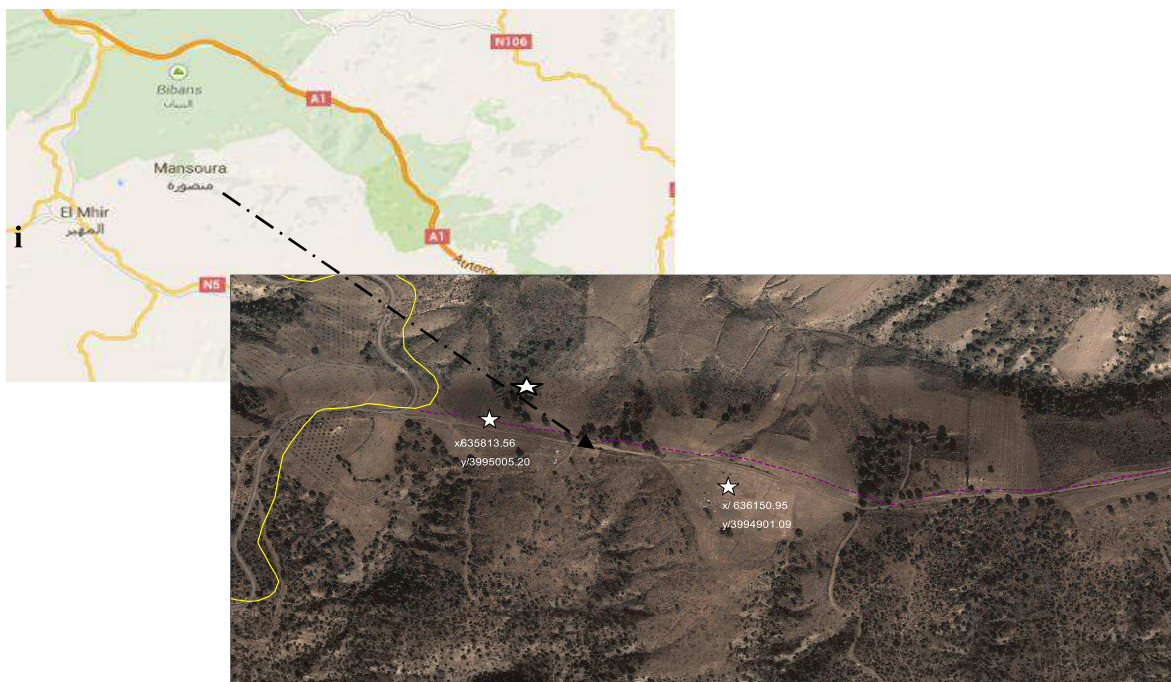 N106
Bibans
البيبان
A1
Mansoura
منصورة
El Mhir
المهير
i
A1
N5
x635813.56
y/3995005.20
x/ 636150.95
y/3994901.09